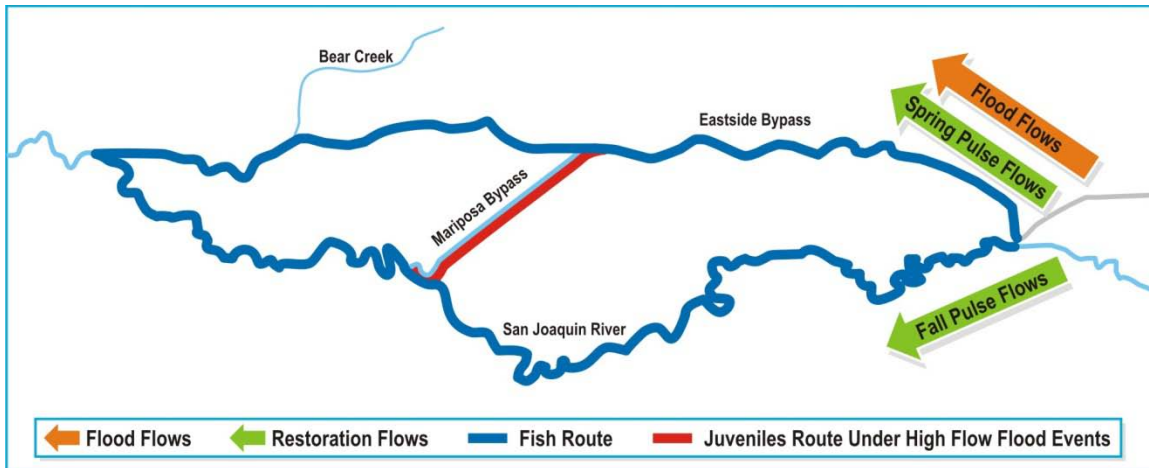 Bear Creek
Flood Flows
Spring Pulse Flows
Eastside Bypass
Mariposa Bypass
Fall Pulse Flows
San Joaquin River
Flood Flows
Restoration Flows
Fish Route
Juveniles Route Under High Flow Flood Events